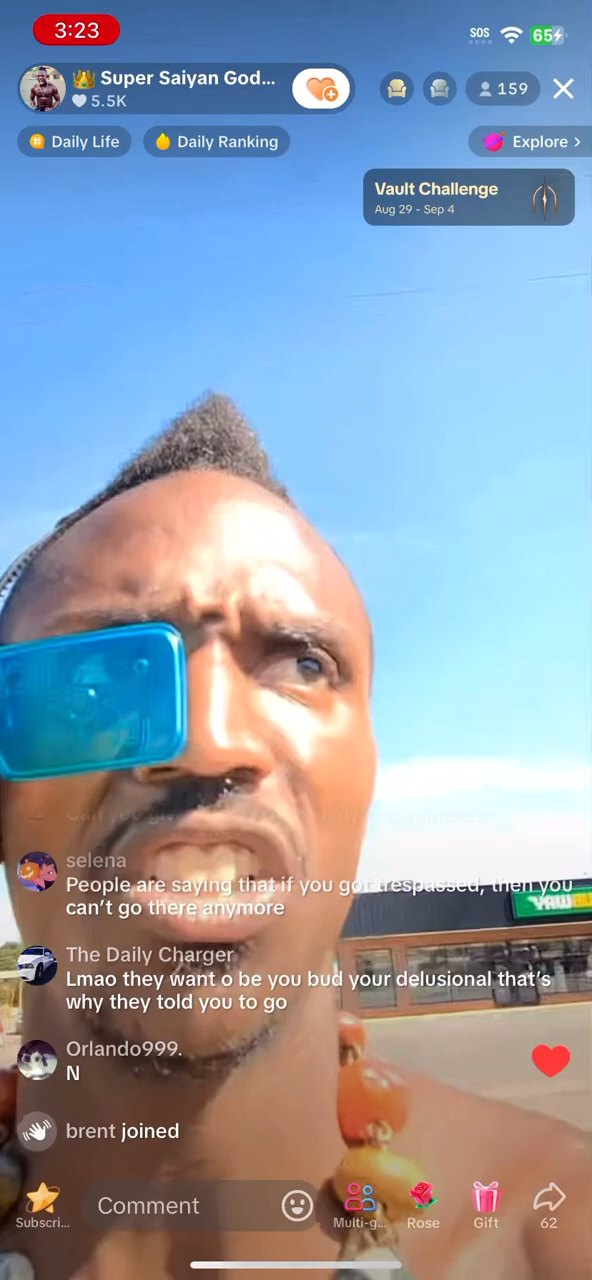 3:23
SOS
65
👑 Super Saiyan God...
5.5K
159
Daily Life
Daily Ranking
Explore >
Vault Challenge
Aug 29 - Sep 4
selena
People are saying that if you got trespassed, then you
can't go there anymore
The Daily Charger
Lmao they want o be you bud your delusional that's
why they told you to go
Orlando999.
N
brent joined
Comment
Subscri...
Multi-g...
Rose
Gift
62